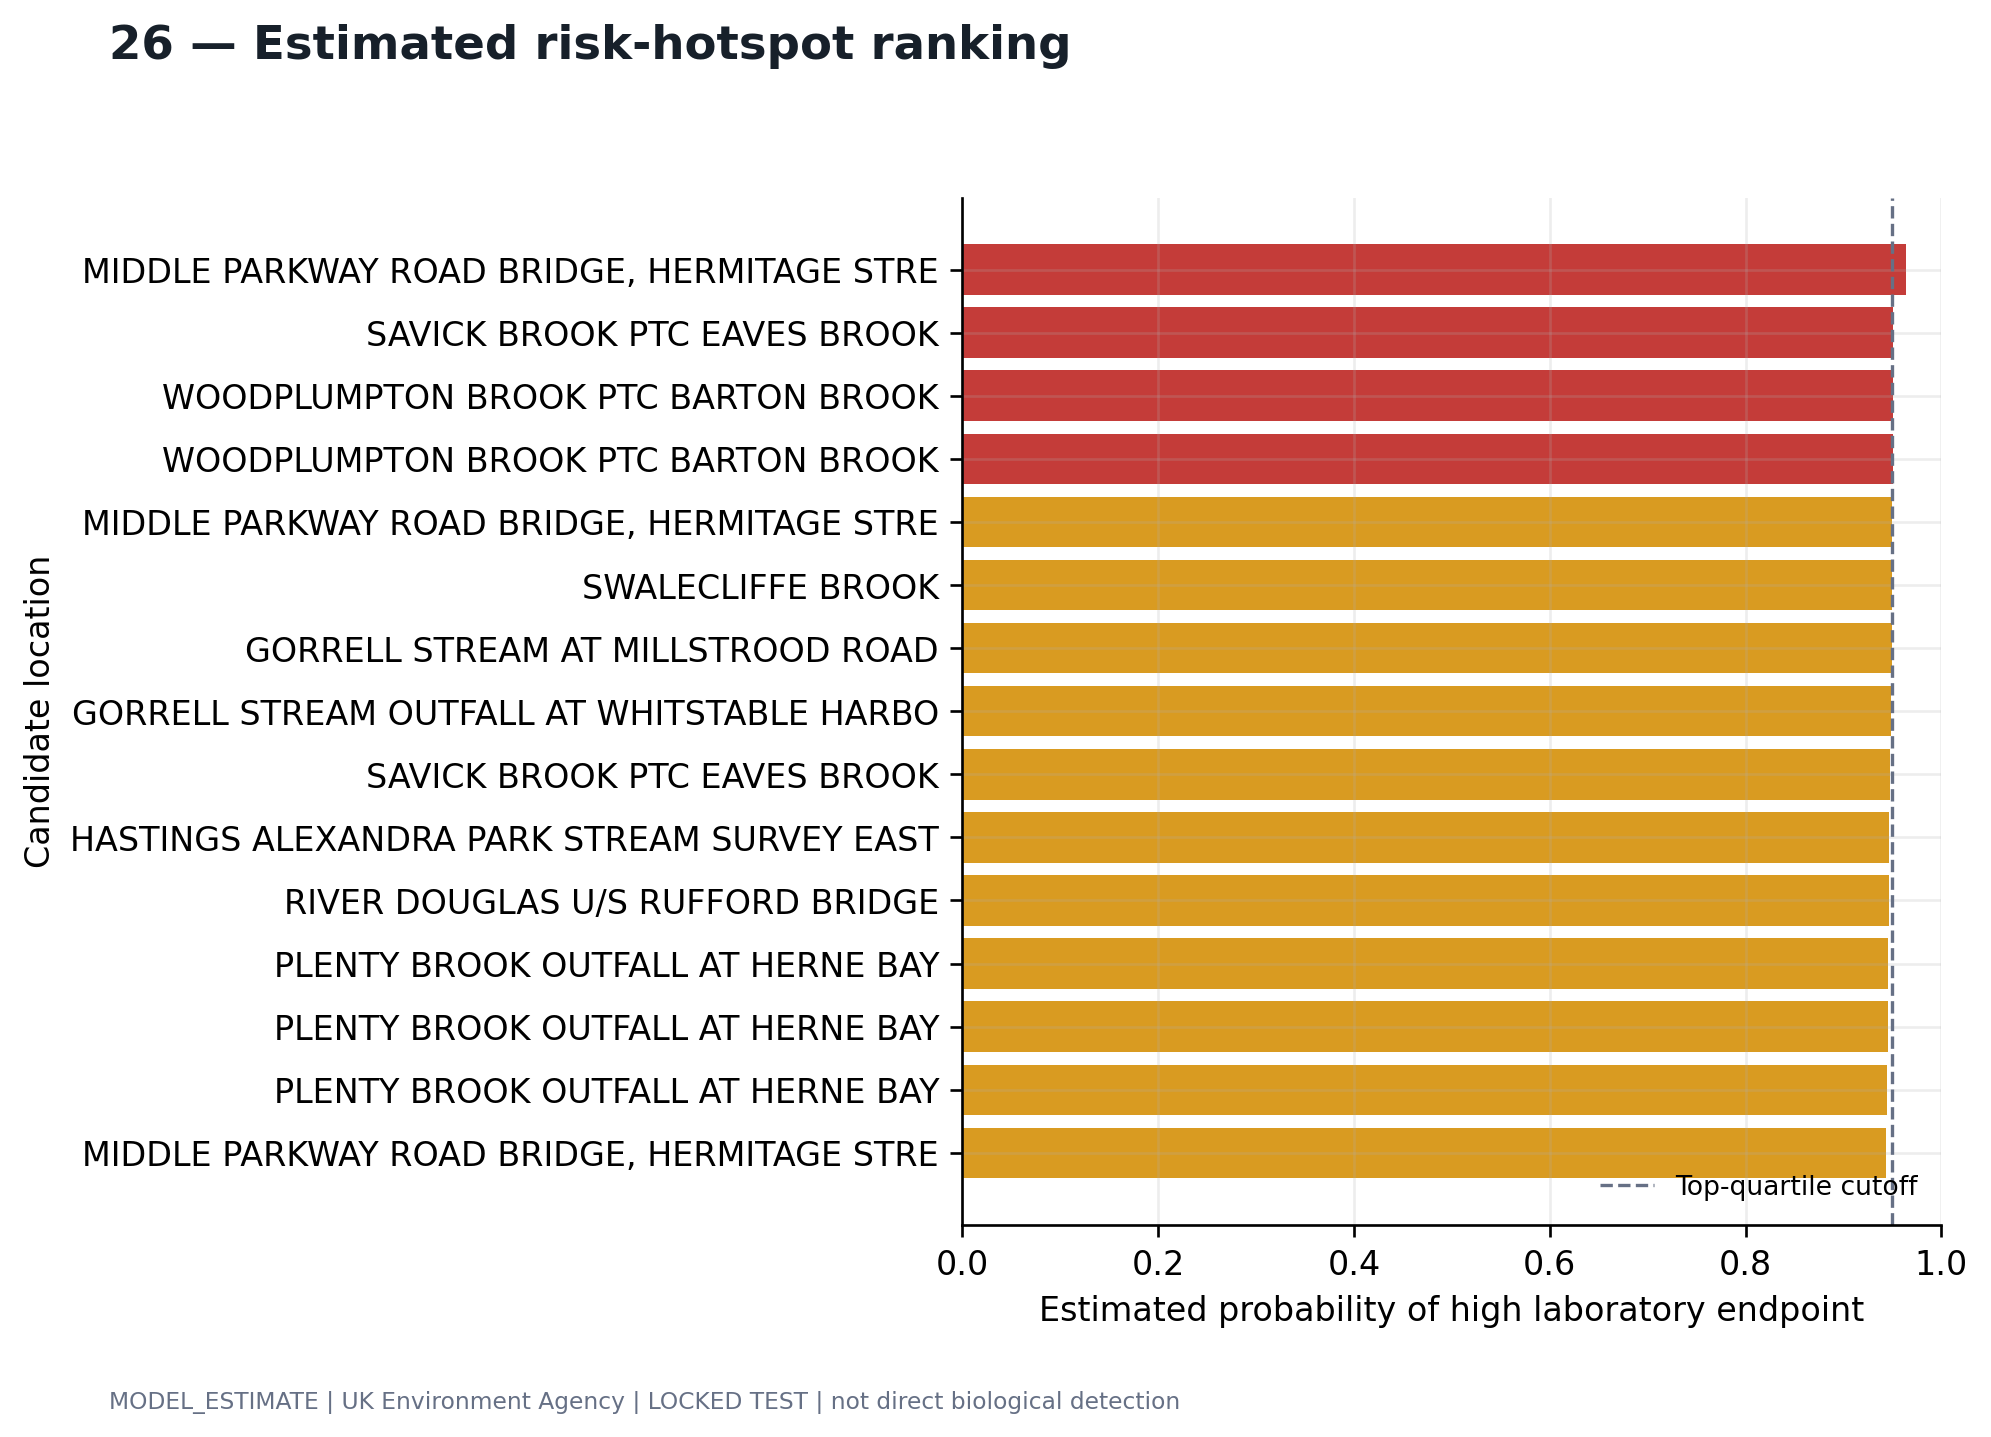 26 — Estimated risk-hotspot ranking
Candidate location
MIDDLE PARKWAY ROAD BRIDGE, HERMITAGE STRE
SAVICK BROOK PTC EAVES BROOK
WOODPLUMPTON BROOK PTC BARTON BROOK
WOODPLUMPTON BROOK PTC BARTON BROOK
MIDDLE PARKWAY ROAD BRIDGE, HERMITAGE STRE
SWALECLIFFE BROOK
GORRELL STREAM AT MILLSTROOD ROAD
GORRELL STREAM OUTFALL AT WHITSTABLE HARBO
SAVICK BROOK PTC EAVES BROOK
HASTINGS ALEXANDRA PARK STREAM SURVEY EAST
RIVER DOUGLAS U/S RUFFORD BRIDGE
PLENTY BROOK OUTFALL AT HERNE BAY
PLENTY BROOK OUTFALL AT HERNE BAY
PLENTY BROOK OUTFALL AT HERNE BAY
MIDDLE PARKWAY ROAD BRIDGE, HERMITAGE STRE
Top-quartile cutoff
0.0 0.2 0.4 0.6 0.8 1.0
Estimated probability of high laboratory endpoint
MODEL_ESTIMATE | UK Environment Agency | LOCKED TEST | not direct biological detection